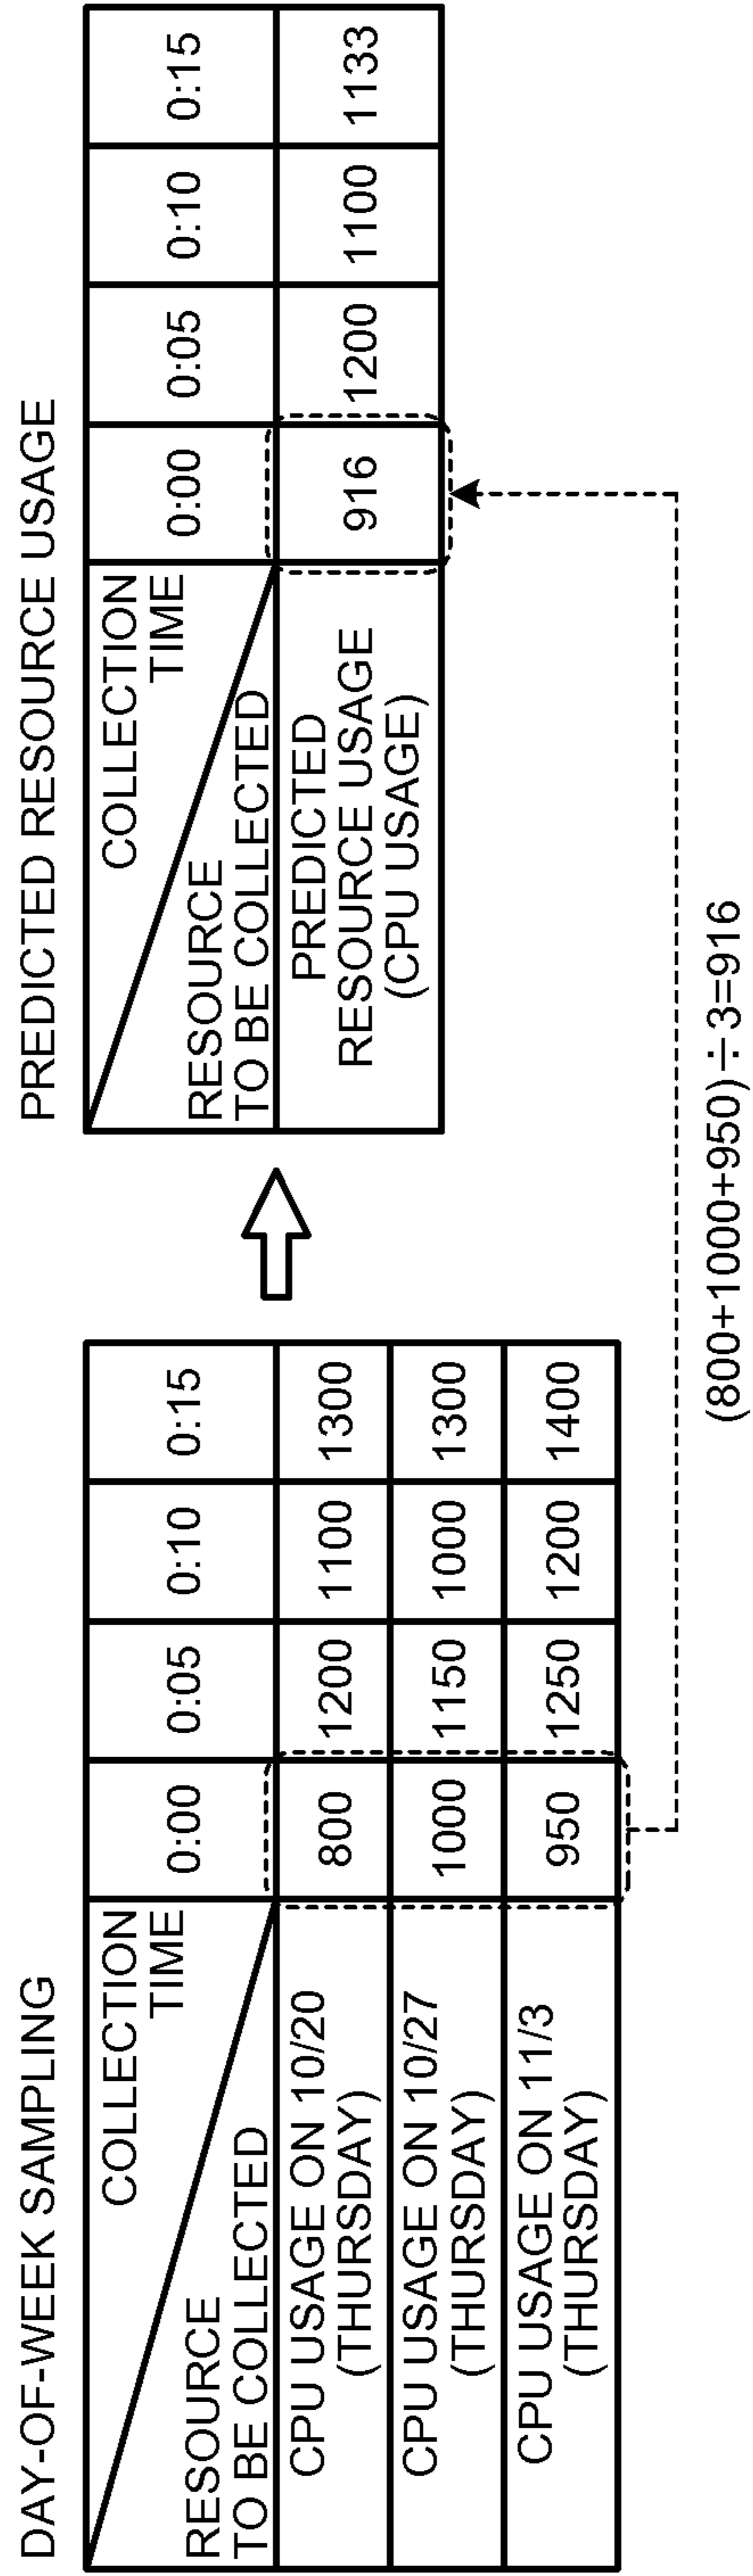 DAY-OF-WEEK SAMPLING
COLLECTION
TIME
RESOURCE
TO BE COLLECTED
0:00
0:05
0:10
0:15
CPU USAGE ON 10/20
(THURSDAY)
800
1200
1100
1300
CPU USAGE ON 10/27
(THURSDAY)
1000
1150
1000
1300
CPU USAGE ON 11/3
(THURSDAY)
950
1250
1200
1400
PREDICTED RESOURCE USAGE
COLLECTION
TIME
RESOURCE
TO BE COLLECTED
0:00
0:05
0:10
0:15
PREDICTED
RESOURCE USAGE
(CPU USAGE)
916
1200
1100
1133
(800+1000+950)÷3=916